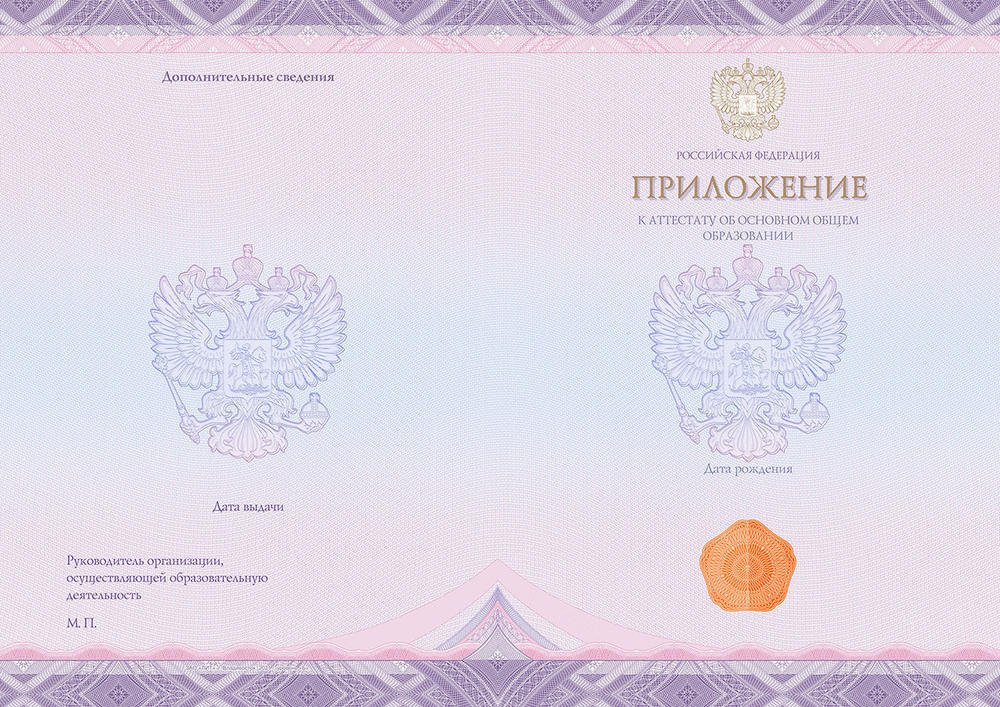 Дополнительные сведения
Дата выдачи
Руководитель организации,
осуществляющей образовательную
деятельность
М. П.
РОССИЙСКАЯ ФЕДЕРАЦИЯ
ПРИЛОЖЕНИЕ
К АТТЕСТАТУ ОБ ОСНОВНОМ ОБЩЕМ
ОБРАЗОВАНИИ
Дата рождения